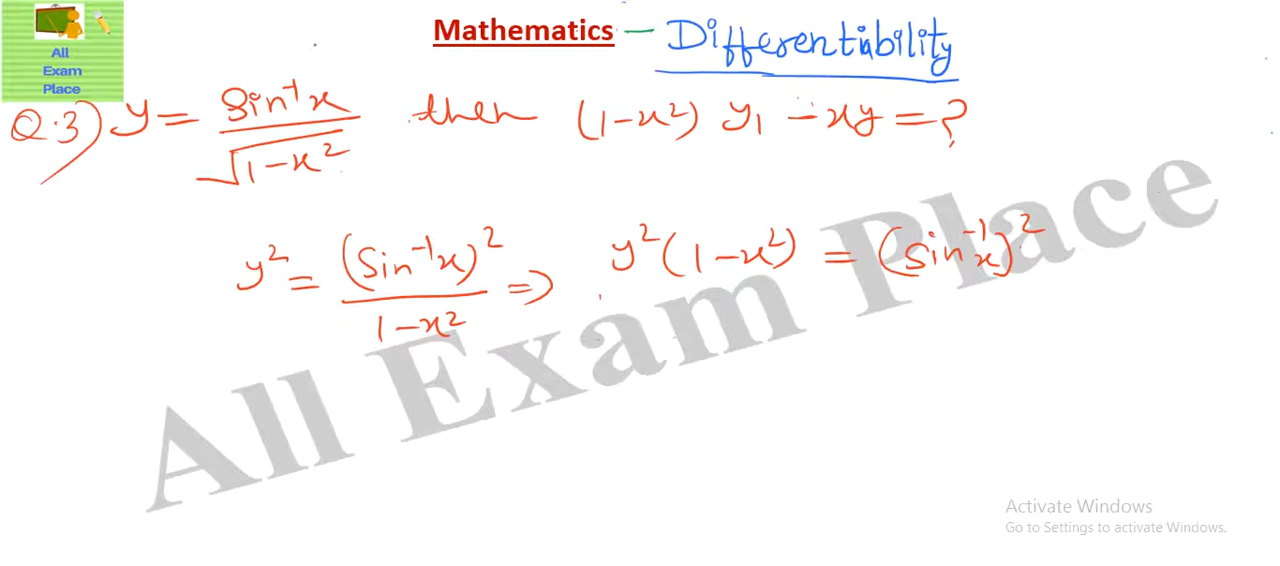 All
Exam
Place
Mathematics – Differentiability
Q.3) y = sin⁻¹x / √(1-x²) then (1-x²) y₁ - xy = ?
y² = (sin⁻¹x)² / (1-x²) ⇒ y²(1-x²) = (sin⁻¹x)²
All Exam Place
Activate Windows
Go to Settings to activate Windows.